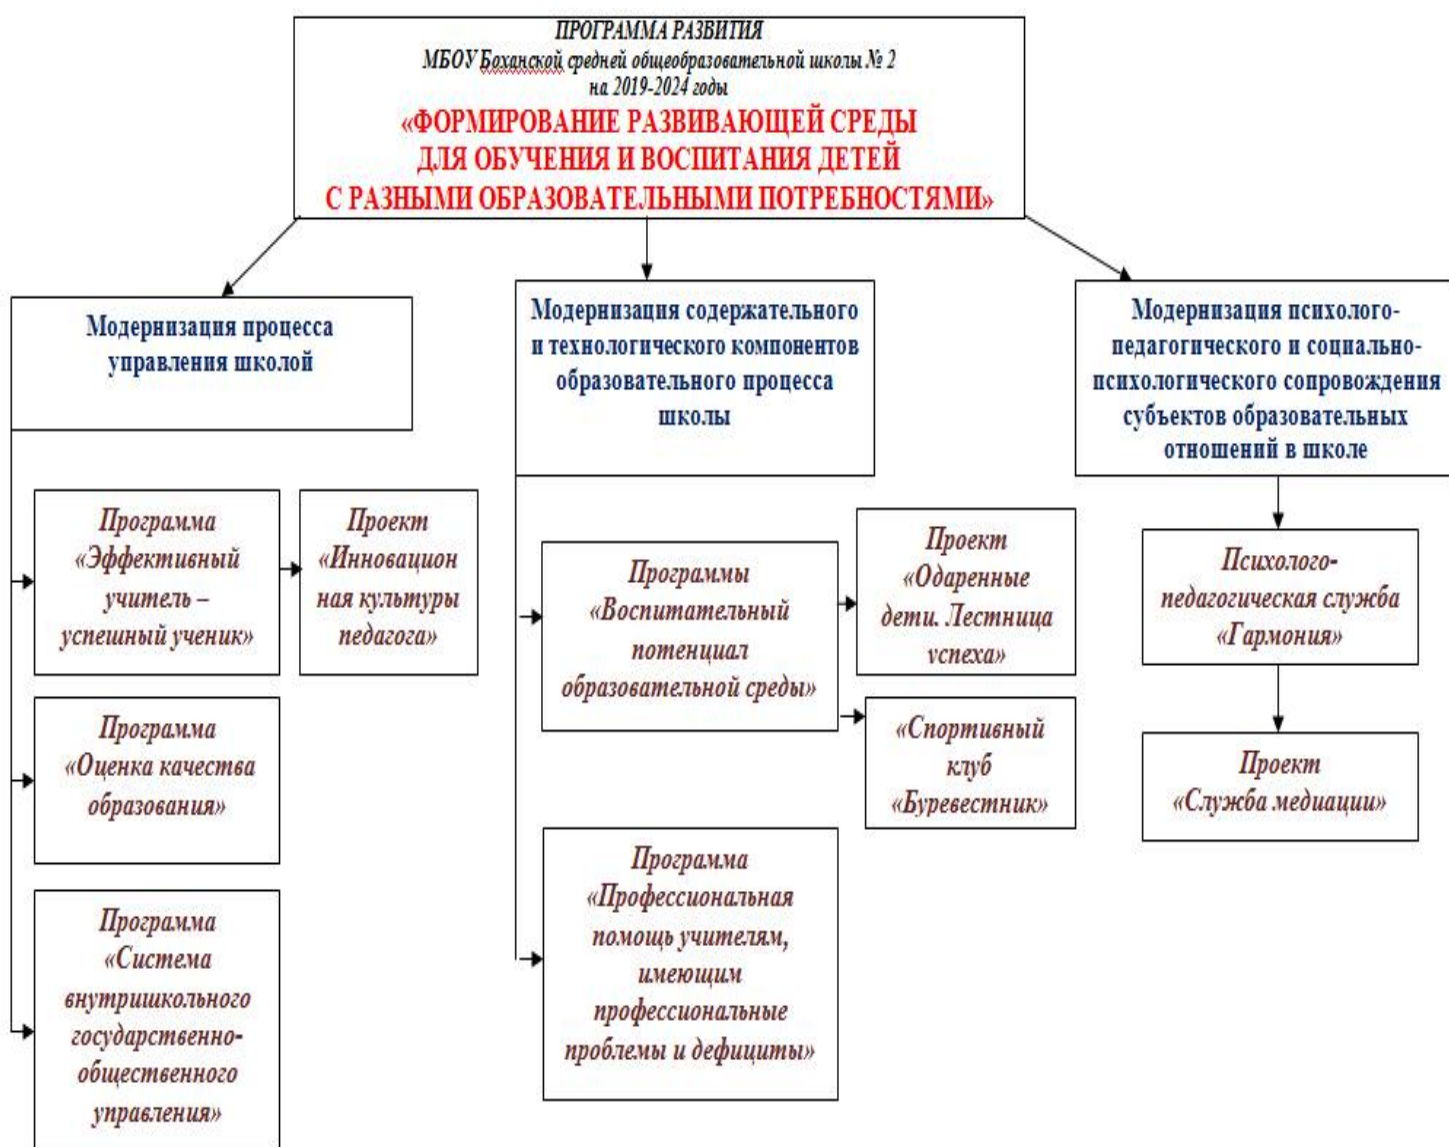 ПРОГРАММА РАЗВИТИЯ
МБОУ Боханской средней общеобразовательной школы № 2
на 2019-2024 годы
«ФОРМИРОВАНИЕ РАЗВИВАЮЩЕЙ СРЕДЫ
ДЛЯ ОБУЧЕНИЯ И ВОСПИТАНИЯ ДЕТЕЙ
С РАЗНЫМИ ОБРАЗОВАТЕЛЬНЫМИ ПОТРЕБНОСТЯМИ»
Модернизация процесса
управления школой
Программа
«Эффективный
учитель –
успешный ученик»
Проект
«Инновацион
ная культуры
педагога»
Программа
«Оценка качества
образования»
Программа
«Система
внутришкольного
государственно-
общественного
управления»
Модернизация содержательного
и технологического компонентов
образовательного процесса
школы
Программы
«Воспитательный
потенциал
образовательной среды»
Проект
«Одаренные
дети. Лестница
успеха»
«Спортивный
клуб
«Буревестник»
Программа
«Профессиональная
помощь учителям,
имеющим
профессиональные
проблемы и дефициты»
Модернизация психолого-
педагогического и социально-
психологического сопровождения
субъектов образовательных
отношений в школе
Психолого-
педагогическая служба
«Гармония»
Проект
«Служба медиации»